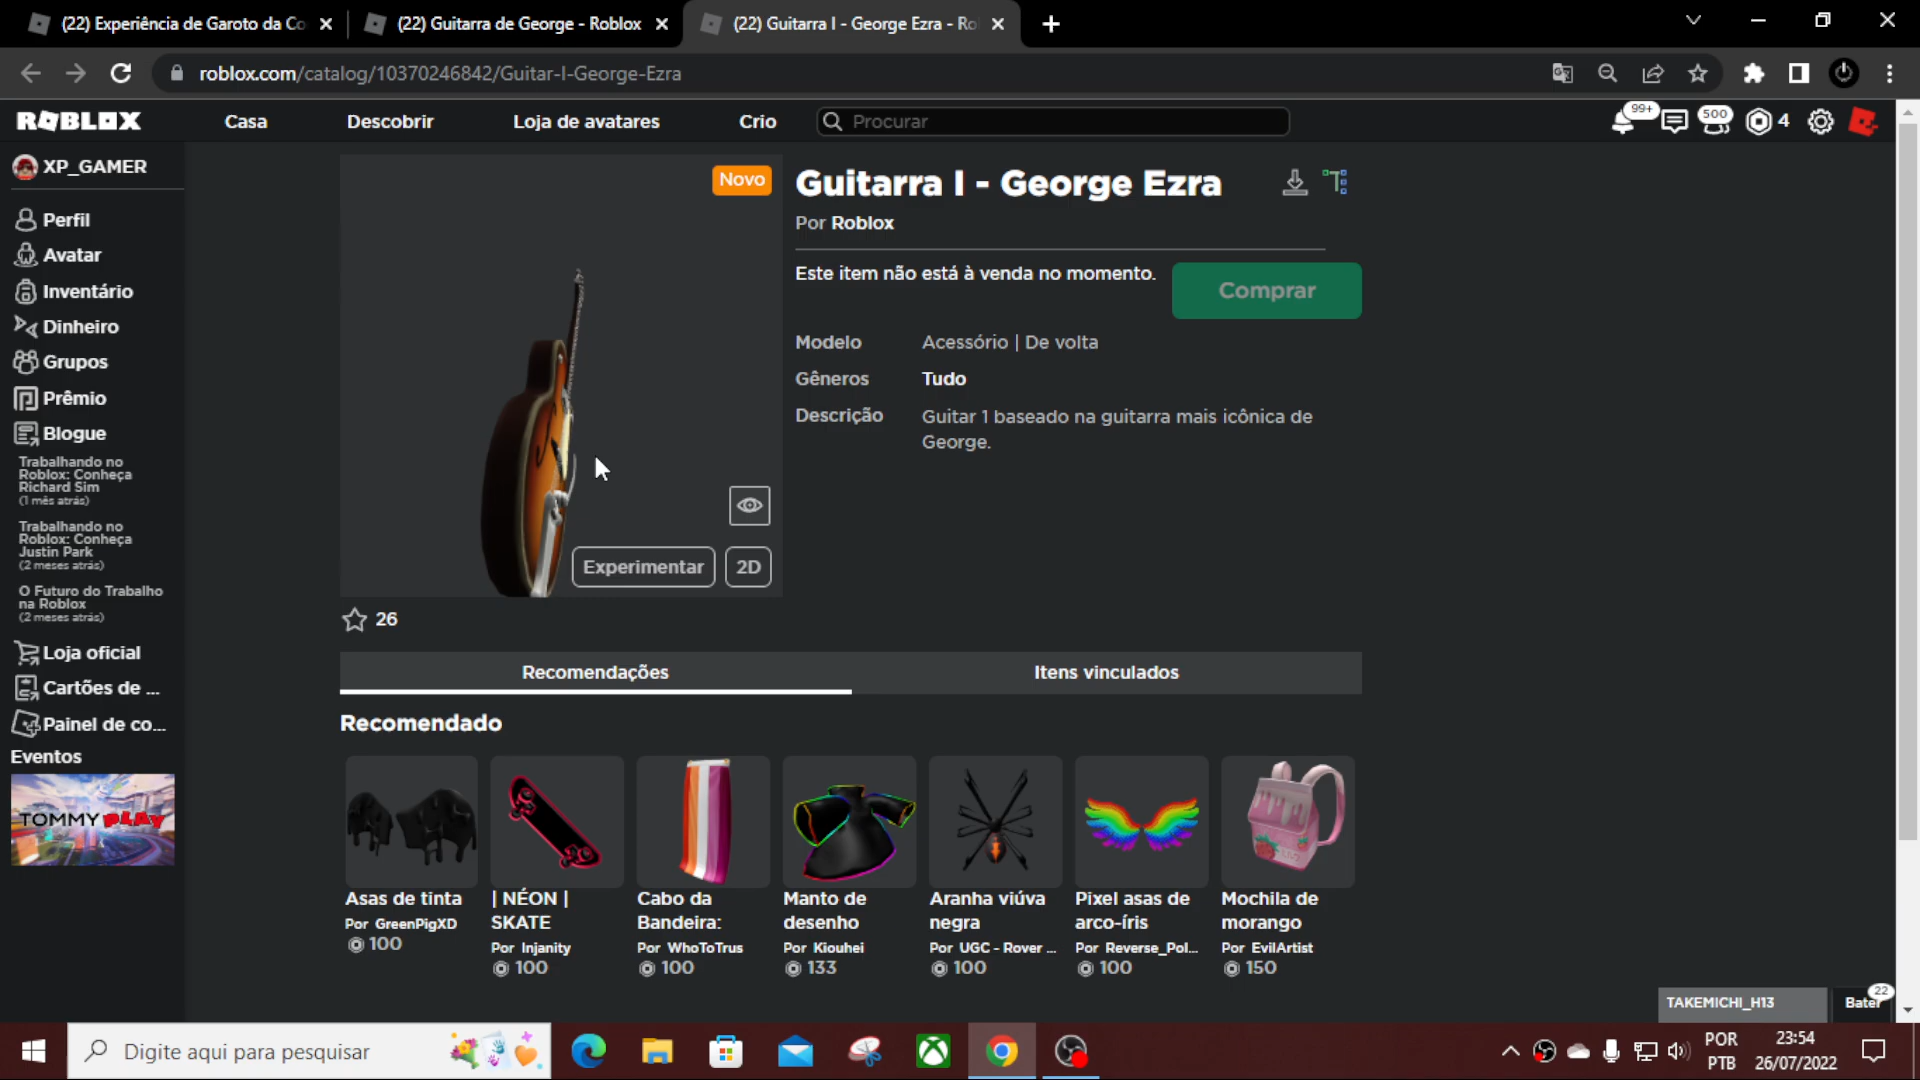 (22) Experiência de Garoto da Co
(22) Guitarra de George - Roblox
(22) Guitarra I - George Ezra - Ro
roblox.com/catalog/10370246842/Guitar-I-George-Ezra
ROBLOX
Casa
Descobrir
Loja de avatares
Crio
Procurar
99+
500
4
XP_GAMER
Perfil
Avatar
Inventário
Dinheiro
Grupos
Prêmio
Blogue
Trabalhando no
Roblox: Conheça
Richard Sim
(1 mês atrás)
Trabalhando no
Roblox: Conheça
Justin Park
(2 meses atrás)
O Futuro do Trabalho
na Roblox
(2 meses atrás)
Loja oficial
Cartões de ...
Painel de co...
Eventos
TOMMY PLAY
Novo
Experimentar
2D
26
Guitarra I - George Ezra
Por Roblox
Este item não está à venda no momento.
Comprar
Modelo Acessório | De volta
Gêneros Tudo
Descrição Guitar 1 baseado na guitarra mais icônica de
George.
Recomendações
Itens vinculados
Recomendado
Asas de tinta
Por GreenPigXD
100
| NÉON |
SKATE
Por Injanity
100
Cabo da
Bandeira:
Por WhoToTrus
100
Manto de
desenho
Por Kiouhei
133
Aranha viúva
negra
Por UGC - Rover ...
100
Pixel asas de
arco-íris
Por Reverse_Pol...
100
Mochila de
morango
Por EvilArtist
150
TAKEMICHI_H13
Bate
22
Digite aqui para pesquisar
POR
PTB
23:54
26/07/2022